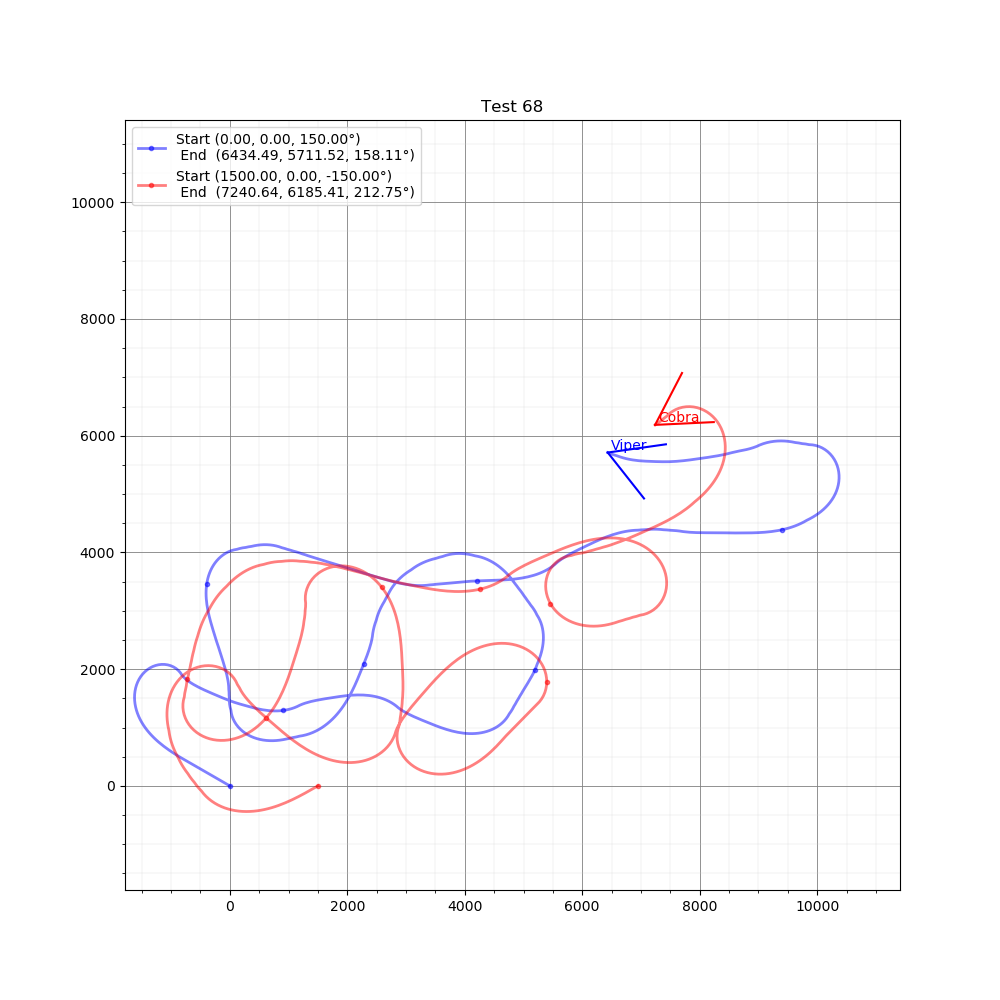 Test 68
Start (0.00, 0.00, 150.00°)
End  (6434.49, 5711.52, 158.11°)
Start (1500.00, 0.00, -150.00°)
End  (7240.64, 6185.41, 212.75°)
10000
8000
6000
4000
2000
0
Cobra
Viper
0 2000 4000 6000 8000 10000